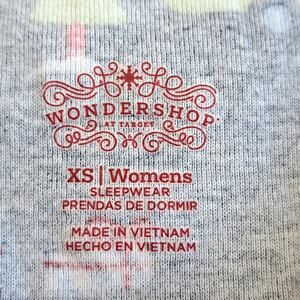 WONDERSHOP
AT TARGET
XS | Womens
SLEEPWEAR
PRENDAS DE DORMIR
MADE IN VIETNAM
HECHO EN VIETNAM